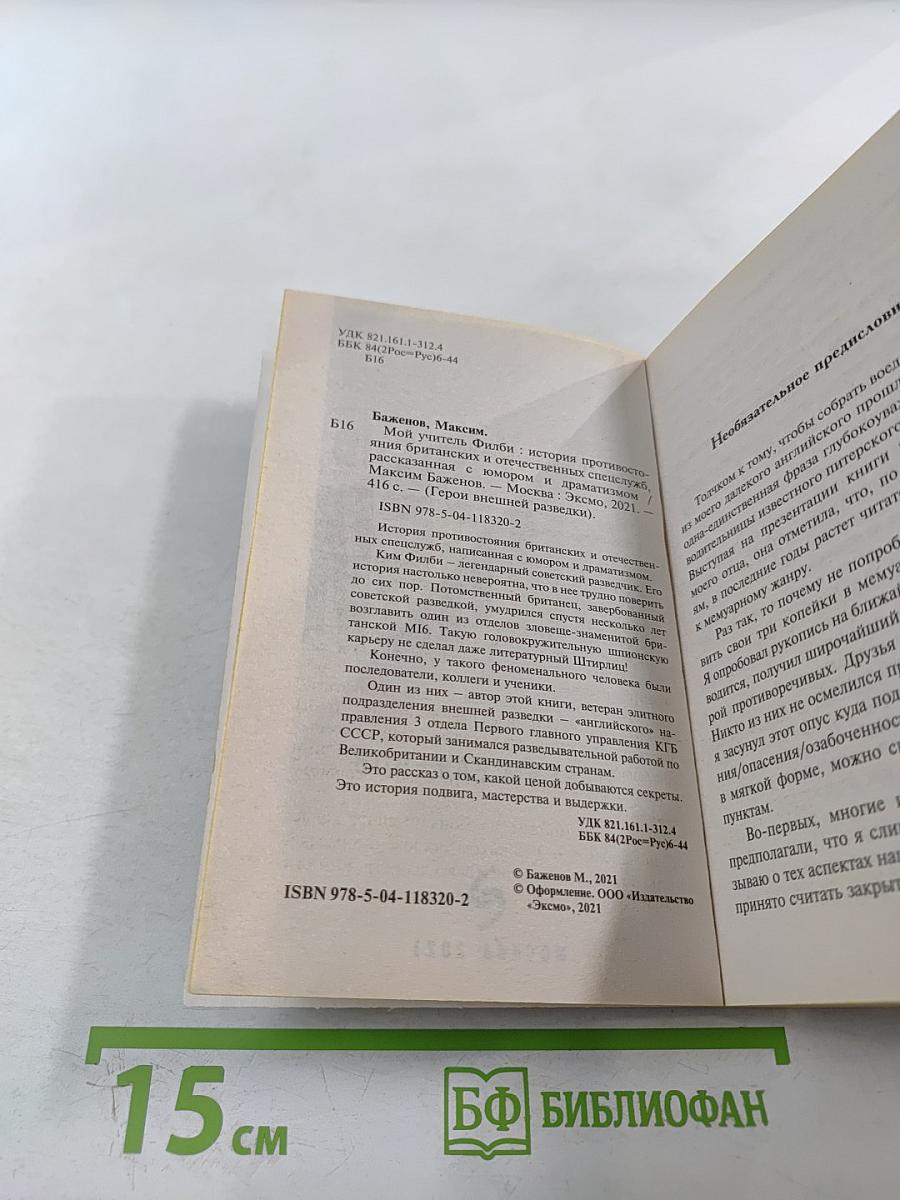 УДК 821.161.1-312.4
ББК 84(2Рос=Рус)6-44
Б16
Баженов, Максим.
Б16 Мой учитель Филби : история противосто-
яния британских и отечественных спецслужб,
рассказанная с юмором и драматизмом /
Максим Баженов. — Москва : Эксмо, 2021. —
416 с. — (Герои внешней разведки).
ISBN 978-5-04-118320-2
История противостояния британских и отечествен-
ных спецслужб, написанная с юмором и драматизмом.
Ким Филби — легендарный советский разведчик. Его
история настолько невероятна, что в нее трудно поверить
до сих пор. Потомственный британец, завербованный
советской разведкой, умудрился спустя несколько лет
возглавить один из отделов зловеще-знаменитой бри-
танской МI6. Такую головокружительную шпионскую
карьеру не сделал даже литературный Штирлиц!
Конечно, у такого феноменального человека были
последователи, коллеги и ученики.
Один из них — автор этой книги, ветеран элитного
подразделения внешней разведки — «английского» на-
правления 3 отдела Первого главного управления КГБ
СССР, который занимался разведывательной работой по
Великобритании и Скандинавским странам.
Это рассказ о том, какой ценой добываются секреты.
Это история подвига, мастерства и выдержки.
УДК 821.161.1-312.4
ББК 84(2Рос=Рус)6-44
© Баженов М., 2021
© Оформление. ООО «Издательство
«Эксмо», 2021
ISBN 978-5-04-118320-2
Необязательное
Толчком к тому, чтобы собрать
из моего далекого английского
одна-единственная фраза
водительницы известного питерского
Выступая на презентации книги
моего отца, она отметила, что, по
ям, в последние годы растет
к мемуарному жанру.
Раз так, то почему не
вить свои три копейки в
Я опробовал рукопись на
водится, получил широчайший
рой противоречивых. Друзья
Никто из них не осмелился
я засунул этот опус куда
ния/опасения/
в мягкой форме, можно
пунктам.
Во-первых, многие
предполагали, что я
зываю о тех аспектах
принято считать
15 см
БФ БИБЛИОФАН